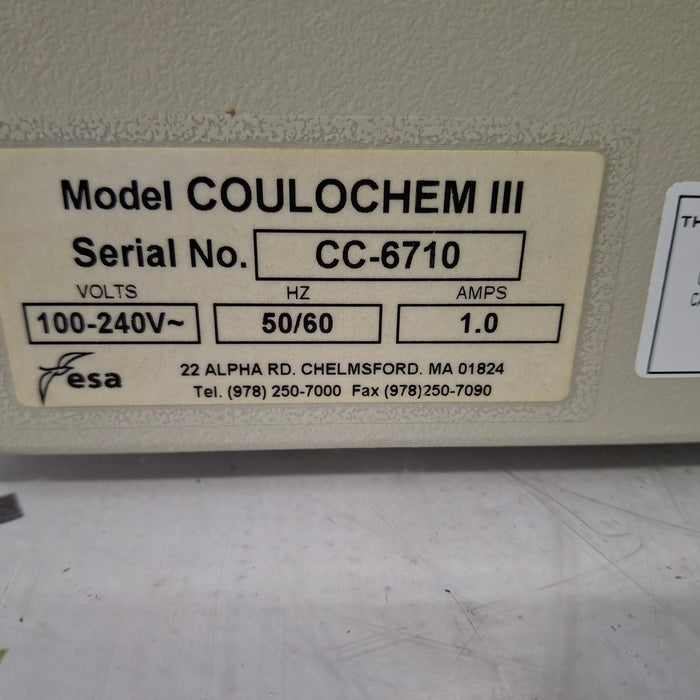 Model COULOCHEM III
Serial No. CC-6710
VOLTS HZ AMPS
100-240V~ 50/60 1.0
esa
22 ALPHA RD. CHELMSFORD. MA 01824
Tel. (978) 250-7000 Fax (978)250-7090
TH